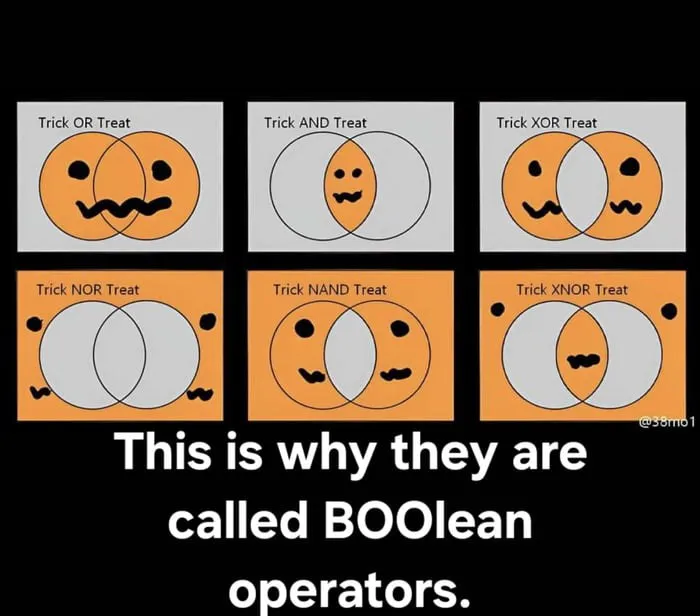 Trick OR Treat
Trick AND Treat
Trick XOR Treat
Trick NOR Treat
Trick NAND Treat
Trick XNOR Treat
@38mo1
This is why they are
called BOOlean
operators.